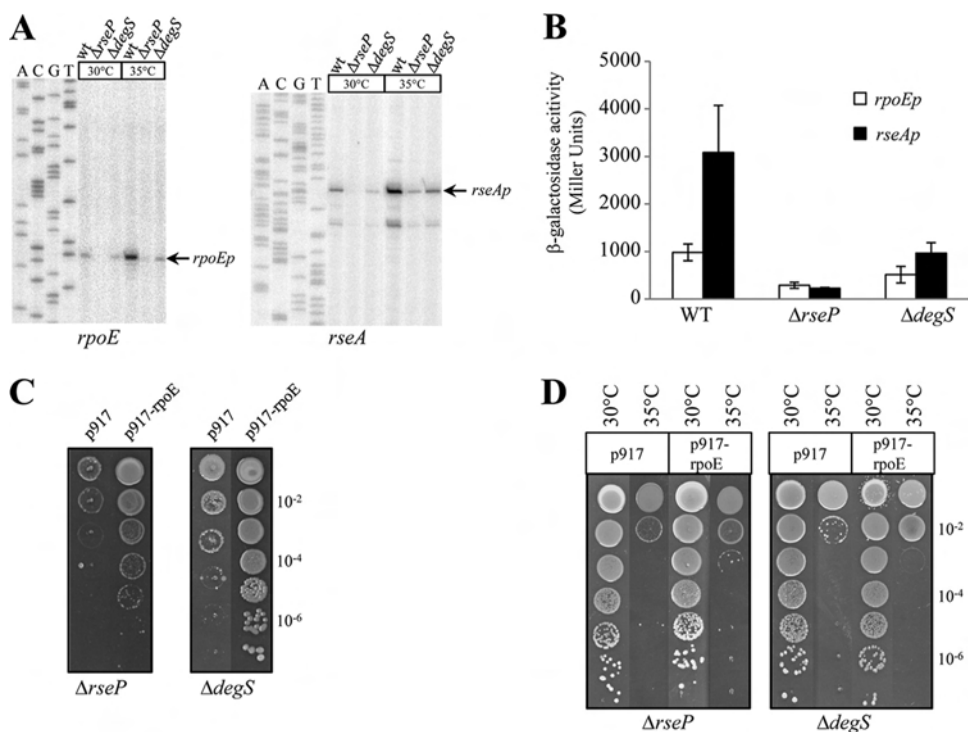 A
wt ΔrseP ΔdegS wt ΔrseP ΔdegS
30°C 35°C
A C G T
rpoEp
rpoE
wt ΔrseP ΔdegS wt ΔrseP ΔdegS
30°C 35°C
A C G T
rseAp
rseA
B
β-galactosidase acitivity
(Miller Units)
5000
4000
3000
2000
1000
0
rpoEp
rseAp
WT ΔrseP ΔdegS
C
p917 p917-rpoE p917 p917-rpoE
10-2
10-4
10-6
ΔrseP ΔdegS
D
30°C 35°C 30°C 35°C 30°C 35°C 30°C 35°C
p917 p917-rpoE p917 p917-rpoE
10-2
10-4
10-6
ΔrseP ΔdegS